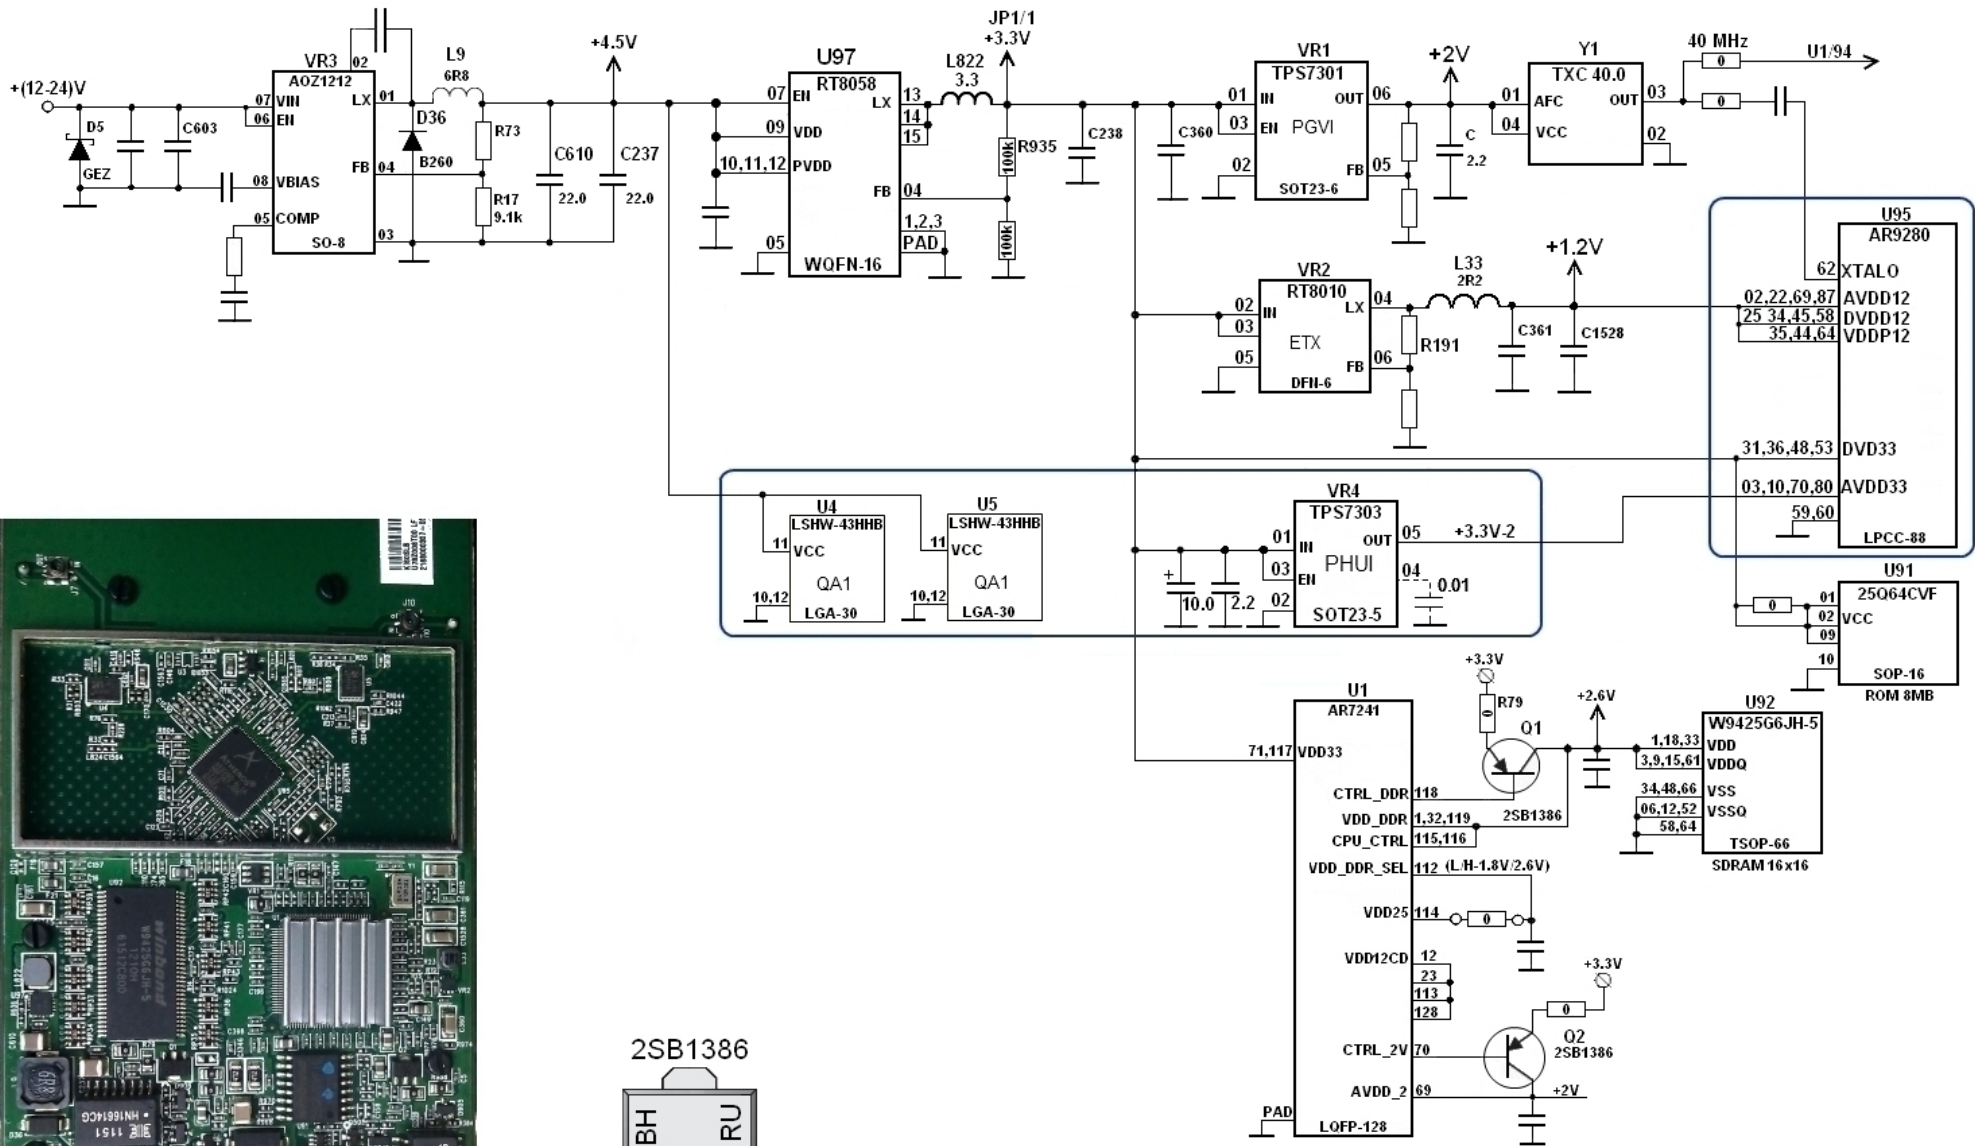 +(12-24)V
D5
GEZ
C603
VR3
AOZ1212
02
07 VIN
06 EN
LX 01
FB 04
08 VBIAS
05 COMP
03
SO-8
L9
6R8
D36
B260
R73
R17
9.1k
C610
22.0
+4.5V
C237
22.0
U97
RT8058
07 EN
09 VDD
10,11,12 PVDD
05
LX 13
14
15
FB 04
1,2,3
PAD
WQFN-16
L822
3.3
JP1/1
+3.3V
100k
R935
100k
C238
C360
VR1
TPS7301
01 IN
OUT 06
03 EN
PGVI
02
FB 05
SOT23-6
+2V
C
2.2
Y1
TXC 40.0
01 AFC
OUT 03
04 VCC
02
40 MHz
0
U1/94
0
VR2
RT8010
02 IN
LX 04
03
ETX
05
FB 06
DFN-6
L33
2R2
R191
+1.2V
C361
C1528
U95
AR9280
62 XTALO
02,22,69,87 AVDD12
25 34,45,58 DVDD12
35,44,64 VDDP12
31,36,48,53 DVD33
03,10,70,80 AVDD33
59,60
LPCC-88
U4
LSHW-43HHB
11 VCC
QA1
10,12
LGA-30
U5
LSHW-43HHB
11 VCC
QA1
10,12
LGA-30
+
10.0
2.2
VR4
TPS7303
01 IN
OUT 05
03 EN
PHUI
04
02
SOT23-5
0.01
+3.3V-2
U91
25Q64CVF
0
01
02 VCC
09
10
SOP-16
ROM 8MB
U1
AR7241
71,117 VDD33
CTRL_DDR 118
VDD_DDR 1,32,119
CPU_CTRL 115,116
VDD_DDR_SEL 112 (L/H-1.8V/2.6V)
VDD25 114
0
VDD12CD 12
23
113
128
CTRL_2V 70
AVDD_2 69
PAD
LQFP-128
+3.3V
R79
0
Q1
2SB1386
+2.6V
U92
W9425G6JH-5
1,18,33 VDD
3,9,15,61 VDDQ
34,48,66 VSS
06,12,52 VSSQ
58,64
TSOP-66
SDRAM 16x16
+3.3V
0
Q2
2SB1386
+2V
2SB1386
BH
RU
J10
U92
winbond
W9425G6JH-5
6R8
HN16614CG
1151